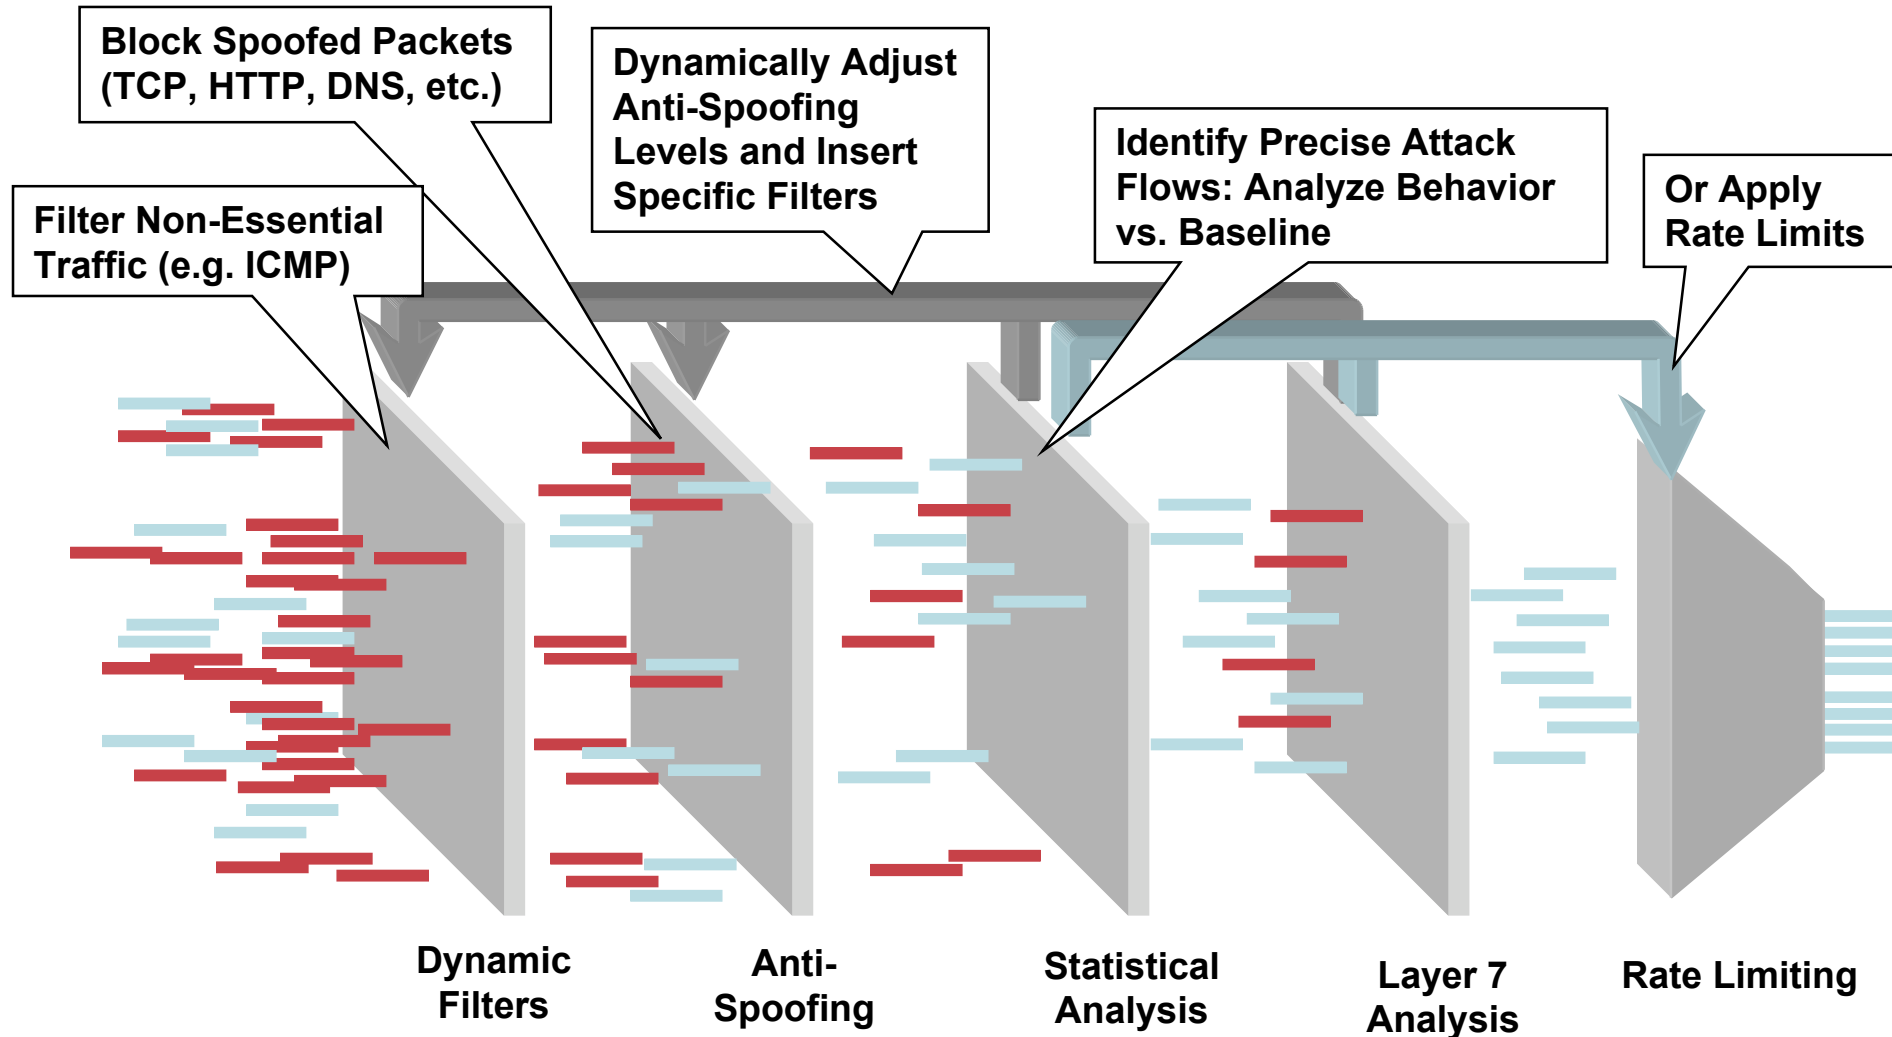 Block Spoofed Packets
(TCP, HTTP, DNS, etc.)
Dynamically Adjust
Anti-Spoofing
Levels and Insert
Specific Filters
Identify Precise Attack
Flows: Analyze Behavior
vs. Baseline
Or Apply
Rate Limits
Filter Non-Essential
Traffic (e.g. ICMP)
Dynamic
Filters
Anti-
Spoofing
Statistical
Analysis
Layer 7
Analysis
Rate Limiting